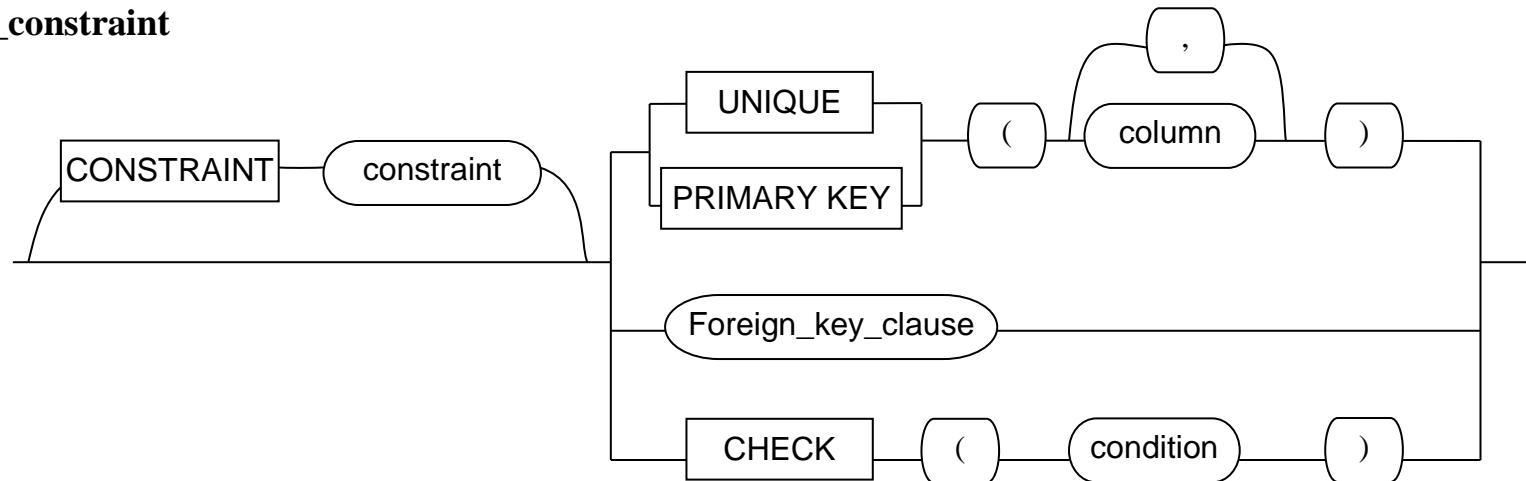 _constraint
,
UNIQUE
( column )
CONSTRAINT constraint
PRIMARY KEY
Foreign_key_clause
CHECK ( condition )